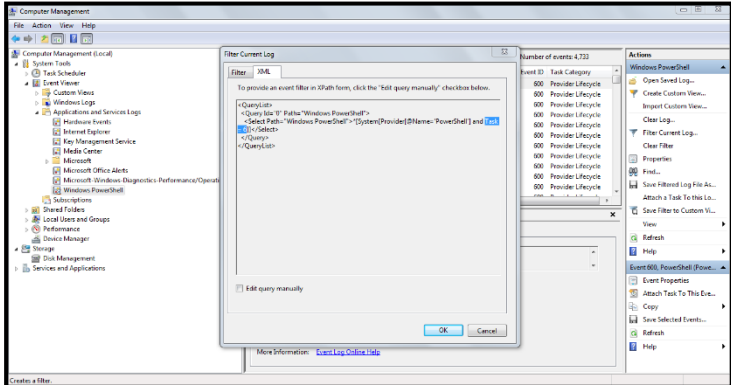 Computer Management
File Action View Help
Computer Management (Local)
System Tools
Task Scheduler
Event Viewer
Custom Views
Windows Logs
Applications and Services Logs
Hardware Events
Internet Explorer
Key Management Service
Media Center
Microsoft
Microsoft Office Alerts
Microsoft-Windows-Diagnostics-Performance/Operati
Windows PowerShell
Subscriptions
Shared Folders
Local Users and Groups
Performance
Device Manager
Storage
Disk Management
Services and Applications
Filter Current Log
Filter XML
To provide an event filter in XPath form, click the "Edit query manually" checkbox below.
<QueryList>
<Query Id="0" Path="Windows PowerShell">
<Select Path="Windows PowerShell">*[System[Provider[@Name='PowerShell'] and Task
= 6]]</Select>
</Query>
</QueryList>
Edit query manually
OK Cancel
Number of events: 4,733
Event ID Task Category
600 Provider Lifecycle
600 Provider Lifecycle
600 Provider Lifecycle
600 Provider Lifecycle
600 Provider Lifecycle
600 Provider Lifecycle
600 Provider Lifecycle
600 Provider Lifecycle
600 Provider Lifecycle
600 Provider Lifecycle
More Information: Event Log Online Help
Actions
Windows PowerShell
Open Saved Log...
Create Custom View...
Import Custom View...
Clear Log...
Filter Current Log...
Clear Filter
Properties
Find...
Save Filtered Log File As...
Attach a Task To this Lo...
Save Filter to Custom Vi...
View
Refresh
Help
Event 600, PowerShell (Powe...
Event Properties
Attach Task To This Eve...
Copy
Save Selected Events...
Refresh
Help
Creates a filter.